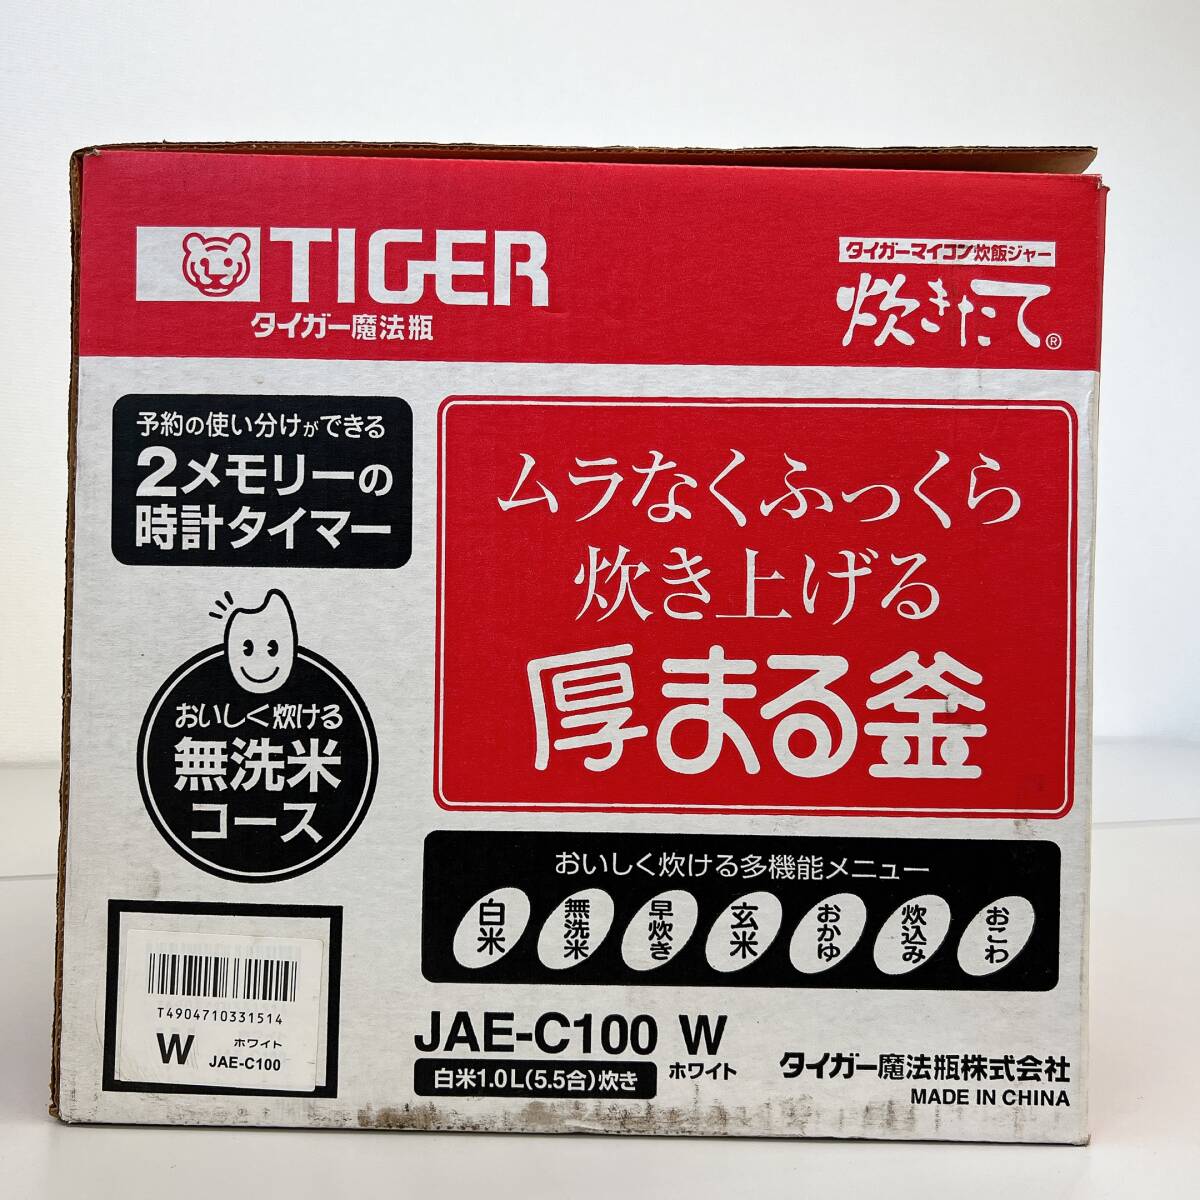 TIGER
タイガー魔法瓶
タイガーマイコン炊飯ジャー
炊きたて®
予約の使い分けができる
2メモリーの
時計タイマー
ムラなくふっくら
炊き上げる
厚まる釜
おいしく炊ける
無洗米
コース
おいしく炊ける多機能メニュー
白米 無洗米 早炊き 玄米 おかゆ 炊込み おこわ
T4904710331514
W ホワイト
JAE-C100
JAE-C100 W
白米1.0L(5.5合)炊き ホワイト
タイガー魔法瓶株式会社
MADE IN CHINA